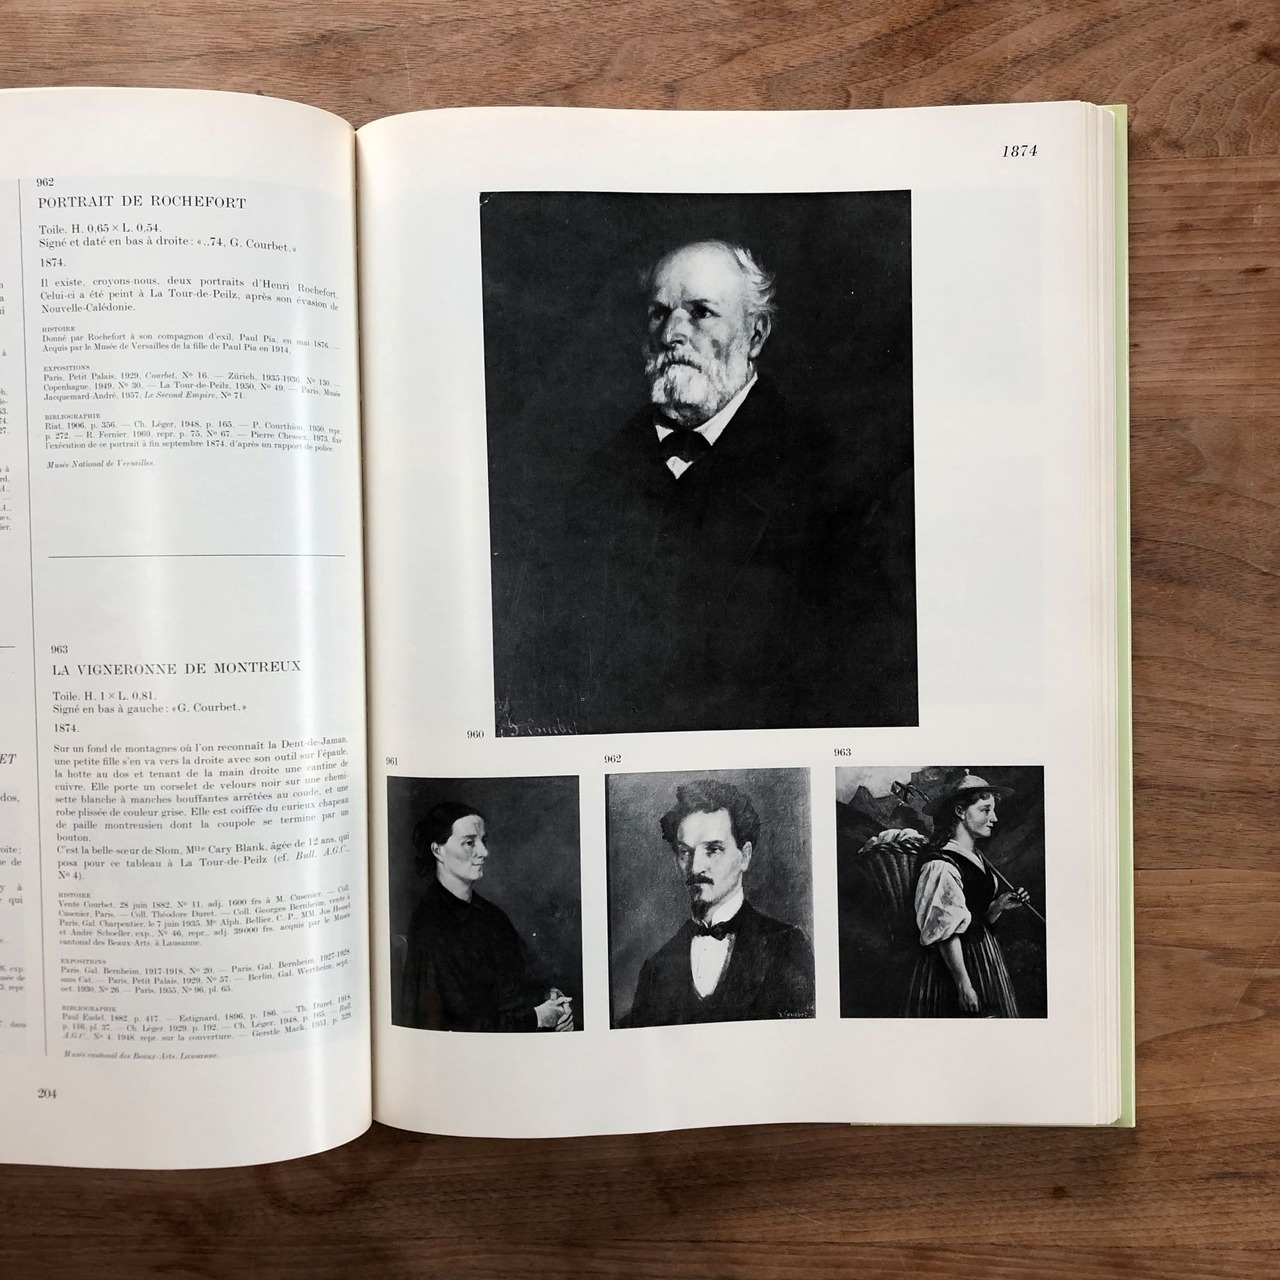 962
PORTRAIT DE ROCHEFORT
Toile. H. 0,65 × L. 0,54.
Signé et daté en bas à droite : «..74, G. Courbet.»
1874.
Il existe, croyons-nous, deux portraits d'Henri Rochefort.
Celui-ci a été peint à La Tour-de-Peilz, après son évasion de
Nouvelle-Calédonie.
HISTOIRE
Donné par Rochefort à son compagnon d'exil, Paul Pia, en mai 1876. —
Acquis par le Musée de Versailles de la fille de Paul Pia en 1914.
EXPOSITIONS
Paris, Petit Palais, 1929, Courbet, Nº 16. — Zürich, 1935-1936, Nº 130. —
Copenhague, 1949, Nº 30. — La Tour-de-Peilz, 1950, Nº 49. — Paris, Musée
Jacquemard-André, 1957, Le Second Empire, Nº 71.
BIBLIOGRAPHIE
Riat, 1906, p. 356. — Ch. Léger, 1948, p. 165. — P. Courthion, 1950, repr.
p. 272. — R. Fernier, 1969, repr. p. 75, Nº 67. — Pierre Chessex, 1973, fixe
l'exécution de ce portrait à fin septembre 1874, d'après un rapport de police.
Musée National de Versailles.
963
LA VIGNERONNE DE MONTREUX
Toile. H. 1 × L. 0,81.
Signé en bas à gauche : «G. Courbet.»
1874.
Sur un fond de montagnes où l'on reconnaît la Dent-de-Jaman,
une petite fille s'en va vers la droite avec son outil sur l'épaule,
la hotte au dos et tenant de la main droite une cantine de
cuivre. Elle porte un corselet de velours noir sur une chemi-
sette blanche à manches bouffantes arrêtées au coude, et une
robe plissée de couleur grise. Elle est coiffée du curieux chapeau
de paille montreusien dont la coupole se termine par un
bouton.
C'est la belle-sœur de Slom, Mlle Cary Blank, âgée de 12 ans, qui
posa pour ce tableau à La Tour-de-Peilz (cf. Bull. A.G.C.,
Nº 4).
HISTOIRE
Vente Courbet, 28 juin 1882, Nº 11, adj. 1600 frs à M. Cusenier. — Coll.
Cusenier, Paris. — Coll. Théodore Duret. — Coll. Georges Bernheim, vente à
Paris, Gal. Charpentier, le 7 juin 1935, Me Alph. Bellier, C.-P., MM. Jos Hessel
et André Schoeller, exp., Nº 46, repr., adj. 39000 frs, acquis par le Musée
cantonal des Beaux-Arts, à Lausanne.
EXPOSITIONS
Paris, Gal. Bernheim, 1917-1918, Nº 20. — Paris, Gal. Bernheim, 1927-1928,
sans Cat. — Paris, Petit Palais, 1929, Nº 57. — Berlin, Gal. Wertheim, sept.
oct. 1930, Nº 26. — Paris, 1955, Nº 96, pl. 65.
BIBLIOGRAPHIE
Paul Eudel, 1882, p. 417. — Estignard, 1896, p. 186. — Th. Duret, 1918,
p. 116, pl. 37. — Ch. Léger, 1929, p. 192. — Ch. Léger, 1948, p. 165. — Bull.
A.G.C., Nº 4, 1948, repr. sur la couverture. — Gerstle Mack, 1951, p. 329.
Musée cantonal des Beaux-Arts, Lausanne.
204
1874
G. Courbet
960
961
962
963
G. Courbet.